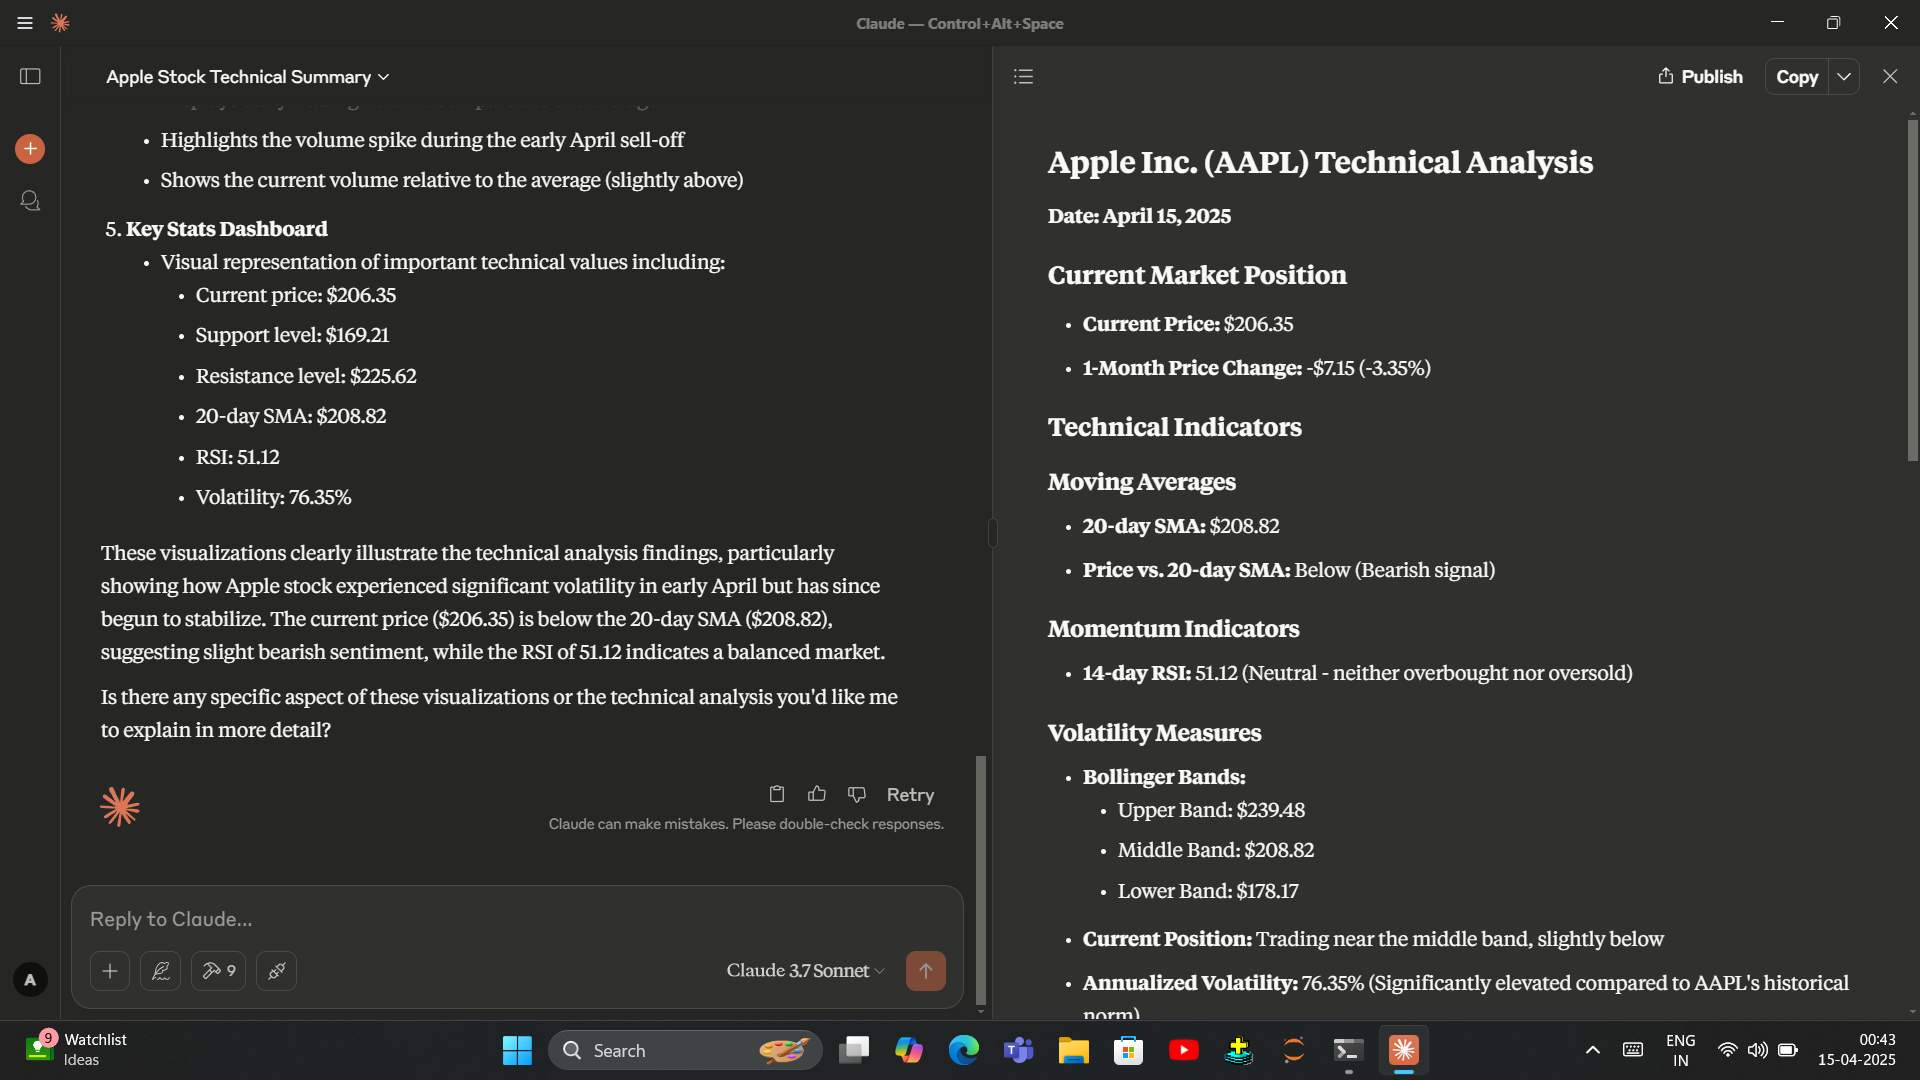 Claude — Control+Alt+Space
Apple Stock Technical Summary
• Highlights the volume spike during the early April sell-off
• Shows the current volume relative to the average (slightly above)
5. Key Stats Dashboard
• Visual representation of important technical values including:
• Current price: $206.35
• Support level: $169.21
• Resistance level: $225.62
• 20-day SMA: $208.82
• RSI: 51.12
• Volatility: 76.35%
These visualizations clearly illustrate the technical analysis findings, particularly
showing how Apple stock experienced significant volatility in early April but has since
begun to stabilize. The current price ($206.35) is below the 20-day SMA ($208.82),
suggesting slight bearish sentiment, while the RSI of 51.12 indicates a balanced market.
Is there any specific aspect of these visualizations or the technical analysis you'd like me
to explain in more detail?
Retry
Claude can make mistakes. Please double-check responses.
Reply to Claude...
9
Claude 3.7 Sonnet
A
Publish
Copy
Apple Inc. (AAPL) Technical Analysis
Date: April 15, 2025
Current Market Position
• Current Price: $206.35
• 1-Month Price Change: -$7.15 (-3.35%)
Technical Indicators
Moving Averages
• 20-day SMA: $208.82
• Price vs. 20-day SMA: Below (Bearish signal)
Momentum Indicators
• 14-day RSI: 51.12 (Neutral - neither overbought nor oversold)
Volatility Measures
• Bollinger Bands:
• Upper Band: $239.48
• Middle Band: $208.82
• Lower Band: $178.17
• Current Position: Trading near the middle band, slightly below
• Annualized Volatility: 76.35% (Significantly elevated compared to AAPL's historical
norm)
9
Watchlist
Ideas
Search
ENG
IN
00:43
15-04-2025